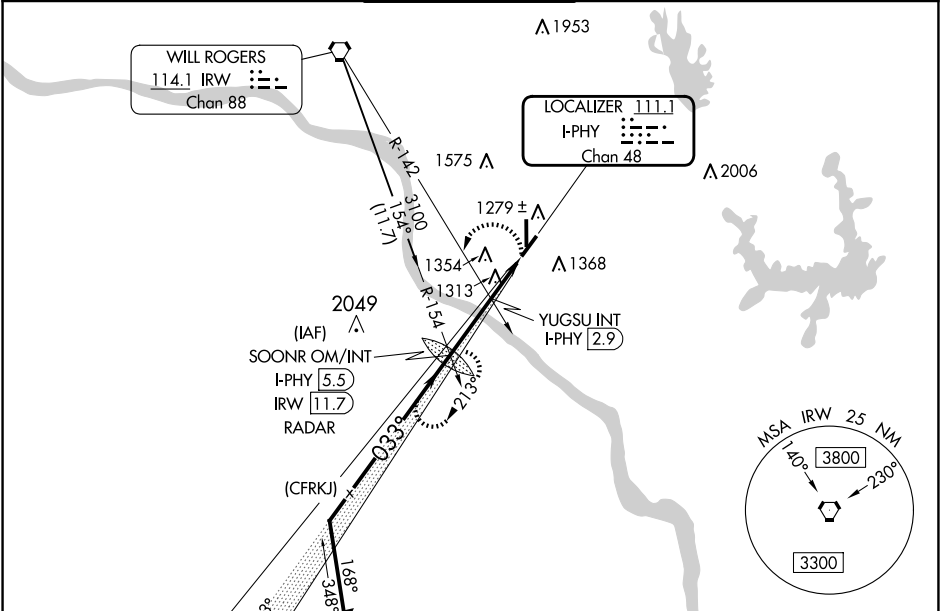 1953
WILL ROGERS
114.1 IRW
Chan 88
LOCALIZER 111.1
I-PHY
Chan 48
R-142
3100
154°
(11.7)
1575
2006
1279 ±
1354
1313
1368
R-154
2049
(IAF)
SOONR OM/INT
I-PHY 5.5
IRW 11.7
RADAR
YUGSU INT
I-PHY 2.9
213°
033°
(CFRKJ)
168°
348°
MSA IRW 25 NM
140°
3800
230°
3300